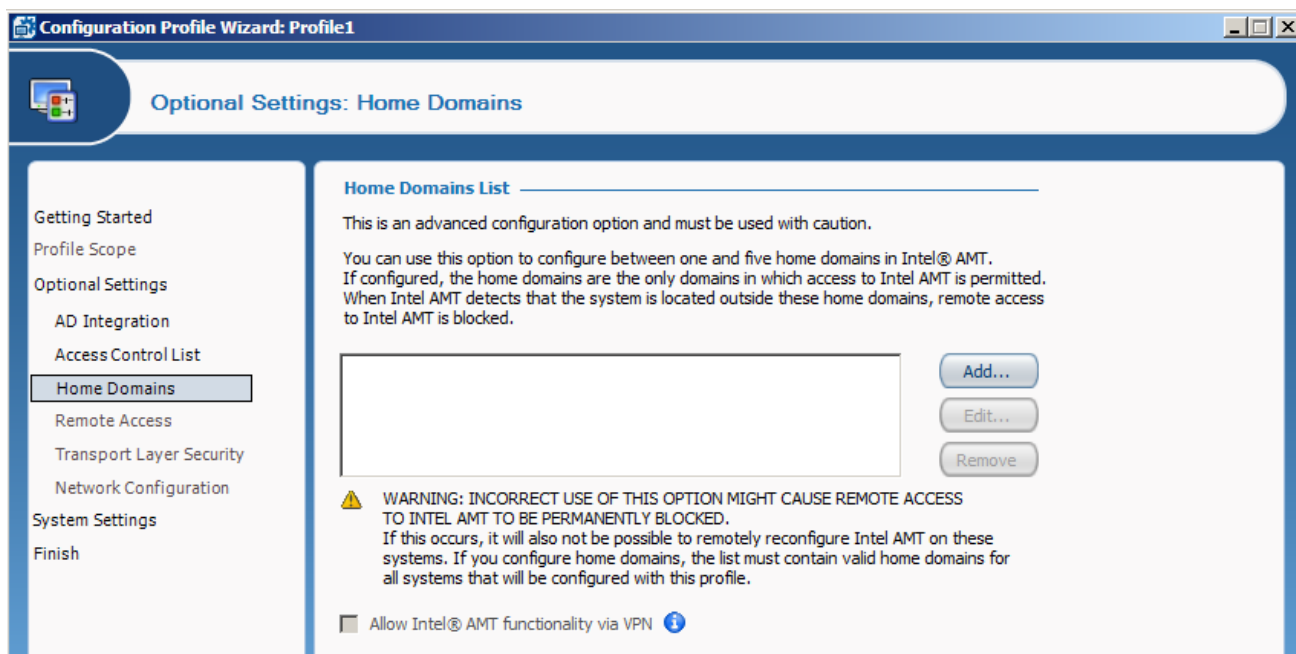 Configuration Profile Wizard: Profile1
Optional Settings: Home Domains
Getting Started
Profile Scope
Optional Settings
AD Integration
Access Control List
Home Domains
Remote Access
Transport Layer Security
Network Configuration
System Settings
Finish
Home Domains List
This is an advanced configuration option and must be used with caution.
You can use this option to configure between one and five home domains in Intel® AMT.
If configured, the home domains are the only domains in which access to Intel AMT is permitted.
When Intel AMT detects that the system is located outside these home domains, remote access
to Intel AMT is blocked.
Add...
Edit...
Remove
WARNING: INCORRECT USE OF THIS OPTION MIGHT CAUSE REMOTE ACCESS
TO INTEL AMT TO BE PERMANENTLY BLOCKED.
If this occurs, it will also not be possible to remotely reconfigure Intel AMT on these
systems. If you configure home domains, the list must contain valid home domains for
all systems that will be configured with this profile.
Allow Intel® AMT functionality via VPN